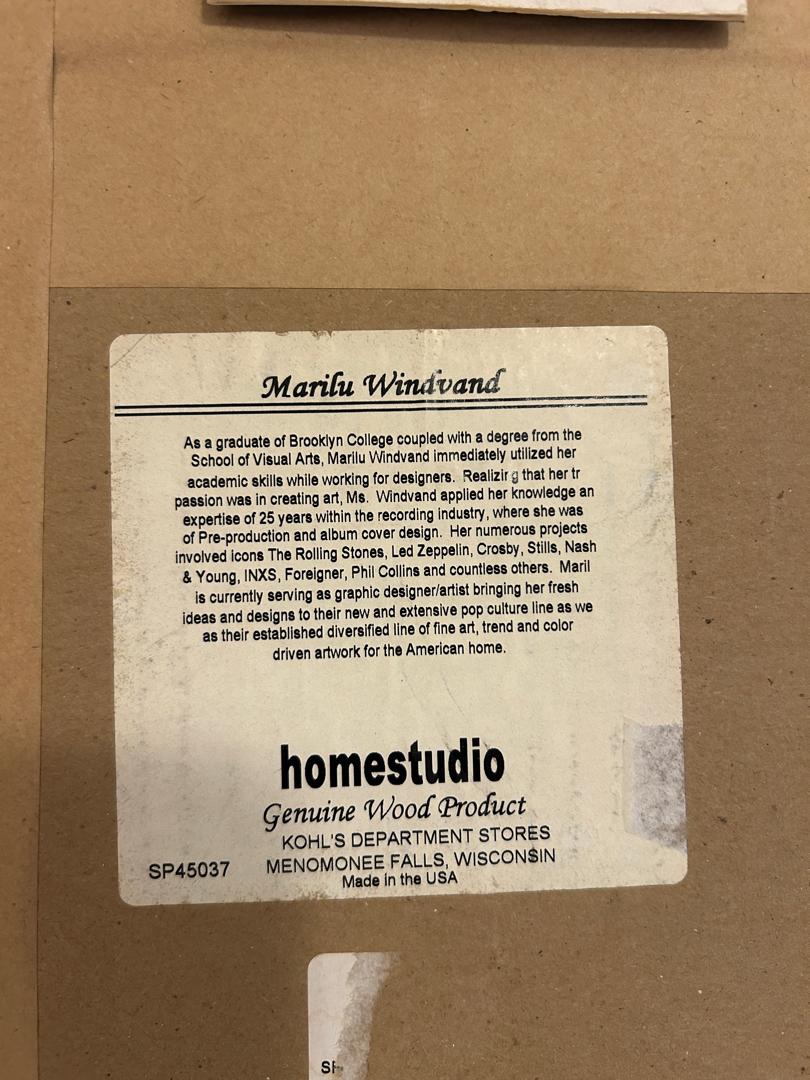 Marilu Windvand
As a graduate of Brooklyn College coupled with a degree from the
School of Visual Arts, Marilu Windvand immediately utilized her
academic skills while working for designers. Realizing that her tr
passion was in creating art, Ms. Windvand applied her knowledge an
expertise of 25 years within the recording industry, where she was
of Pre-production and album cover design. Her numerous projects
involved icons The Rolling Stones, Led Zeppelin, Crosby, Stills, Nash
& Young, INXS, Foreigner, Phil Collins and countless others. Maril
is currently serving as graphic designer/artist bringing her fresh
ideas and designs to their new and extensive pop culture line as we
as their established diversified line of fine art, trend and color
driven artwork for the American home.
homestudio
Genuine Wood Product
KOHL'S DEPARTMENT STORES
SP45037 MENOMONEE FALLS, WISCONSIN
Made in the USA